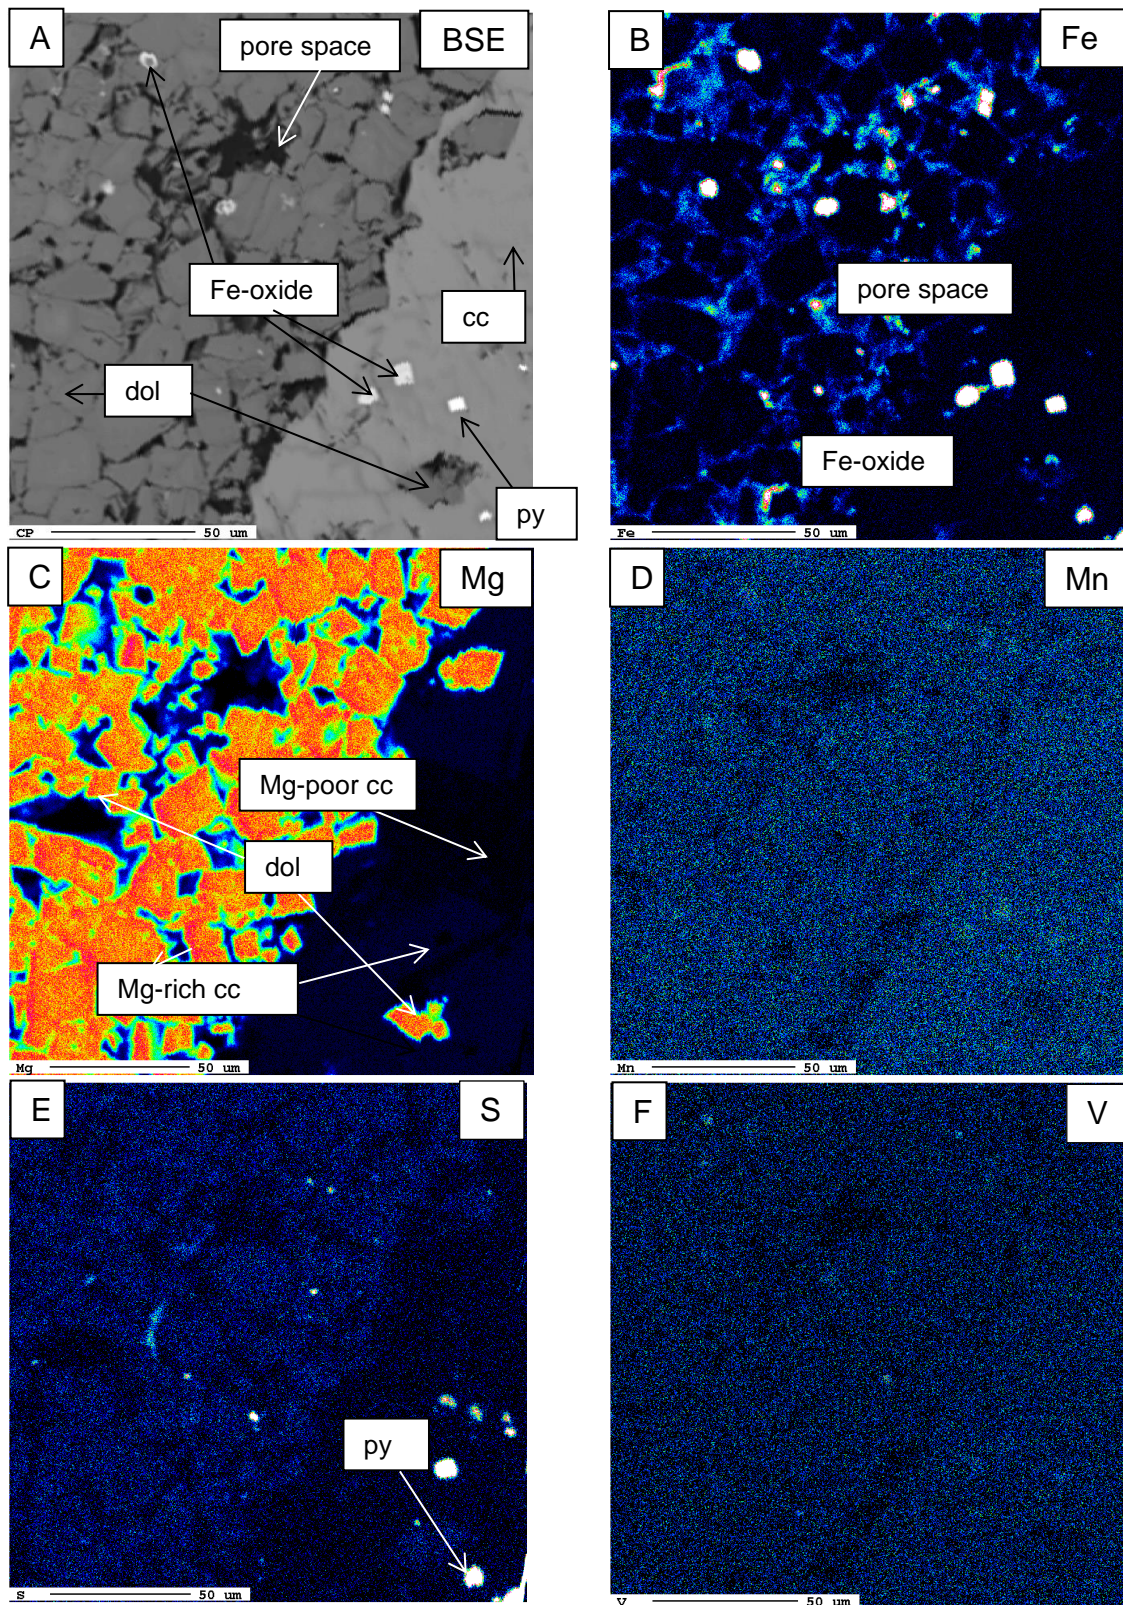 A
pore space
BSE
Fe-oxide
cc
dol
py
CP 50 um
B
Fe
pore space
Fe-oxide
Fe 50 um
C
Mg
Mg-poor cc
dol
Mg-rich cc
Mg 50 um
D
Mn
Mn 50 um
E
S
py
S 50 um
F
V
V 50 um